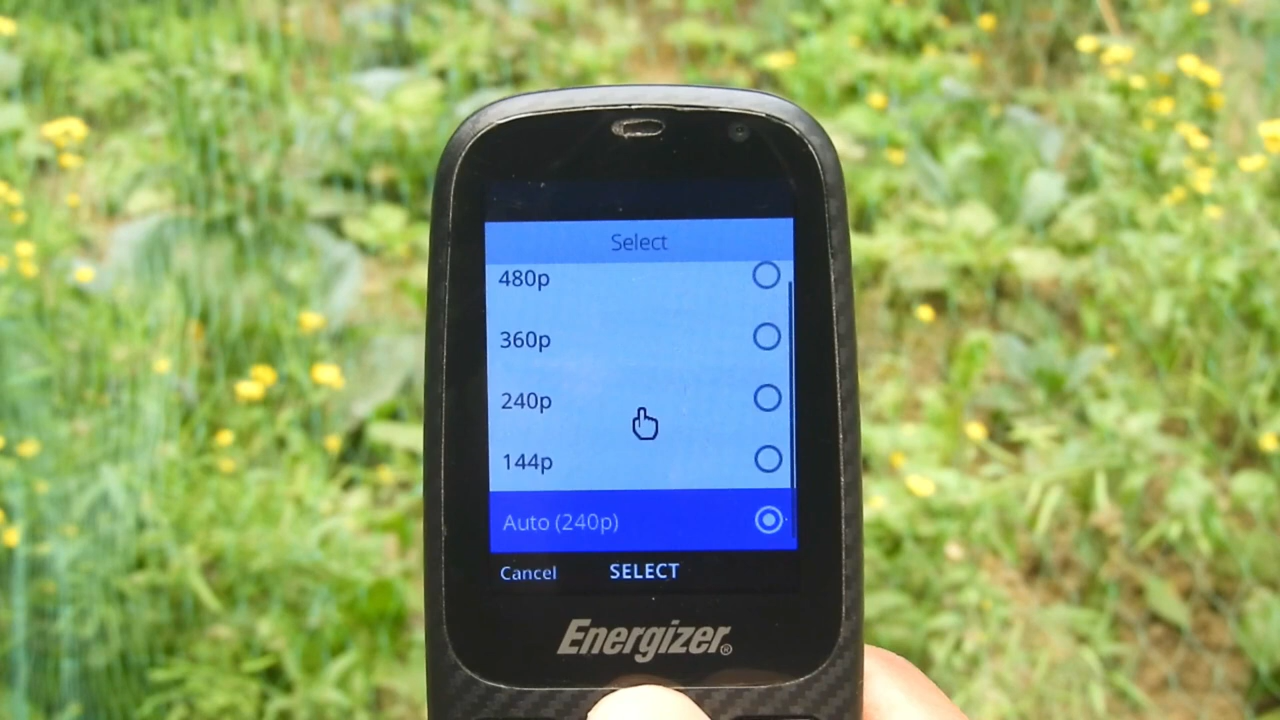 Select
480p
360p
240p
144p
Auto (240p)
Cancel SELECT
Energizer®